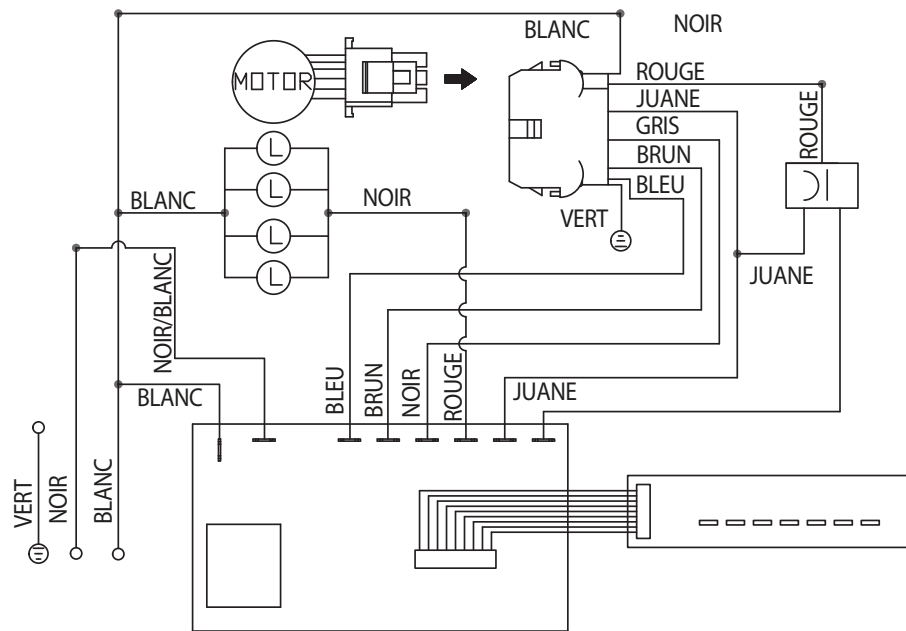 BLANC
NOIR
MOTOR
ROUGE
JUANE
GRIS
BRUN
BLEU
ROUGE
VERT
L
L
L
L
BLANC
NOIR
JUANE
NOIR/BLANC
BLANC
BLEU
BRUN
NOIR
ROUGE
JUANE
VERT
NOIR
BLANC